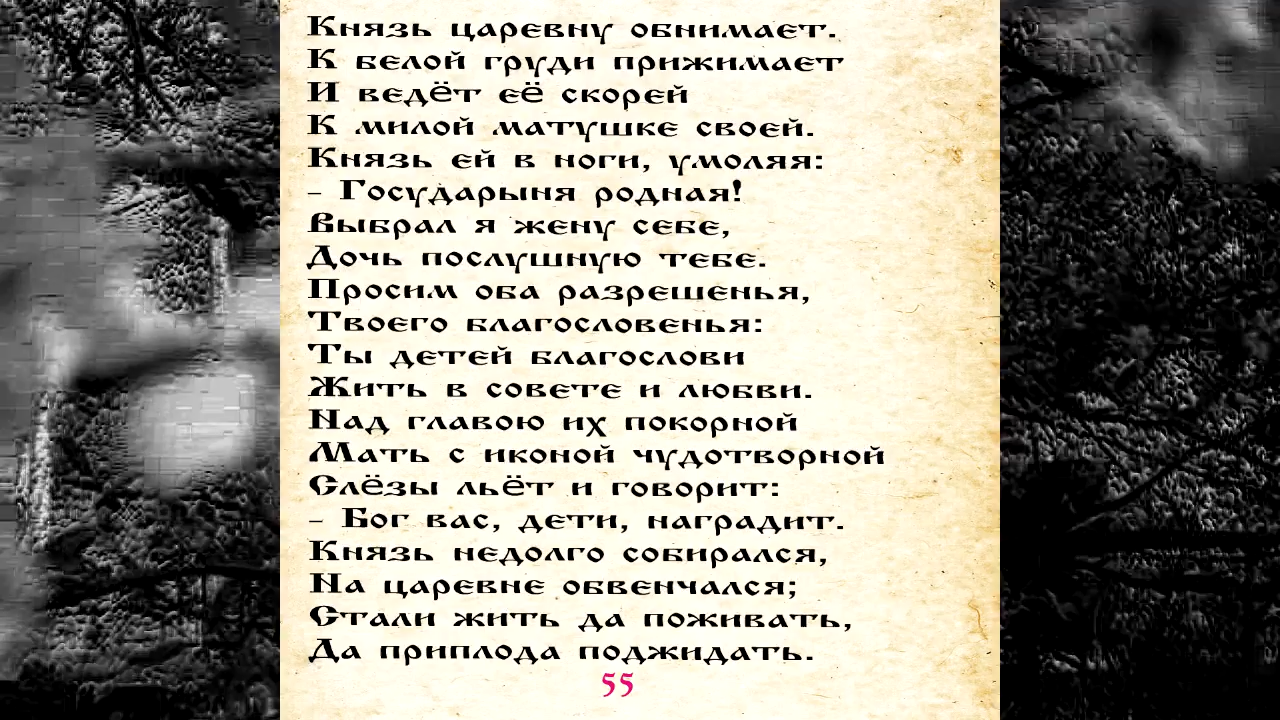 Князь царевну обнимает.
К белой груди прижимает
И ведёт её скорей
К милой матушке своей.
Князь ей в ноги, умоляя:
– Государыня родная!
Выбрал я жену себе,
Дочь послушную тебе.
Просим оба разрешенья,
Твоего благословенья:
Ты детей благослови
Жить в совете и любви.
Над главою их покорной
Мать с иконой чудотворной
Слёзы льёт и говорит:
– Бог вас, дети, наградит.
Князь недолго собирался,
На царевне обвенчался;
Стали жить да поживать,
Да приплода поджидать.
55